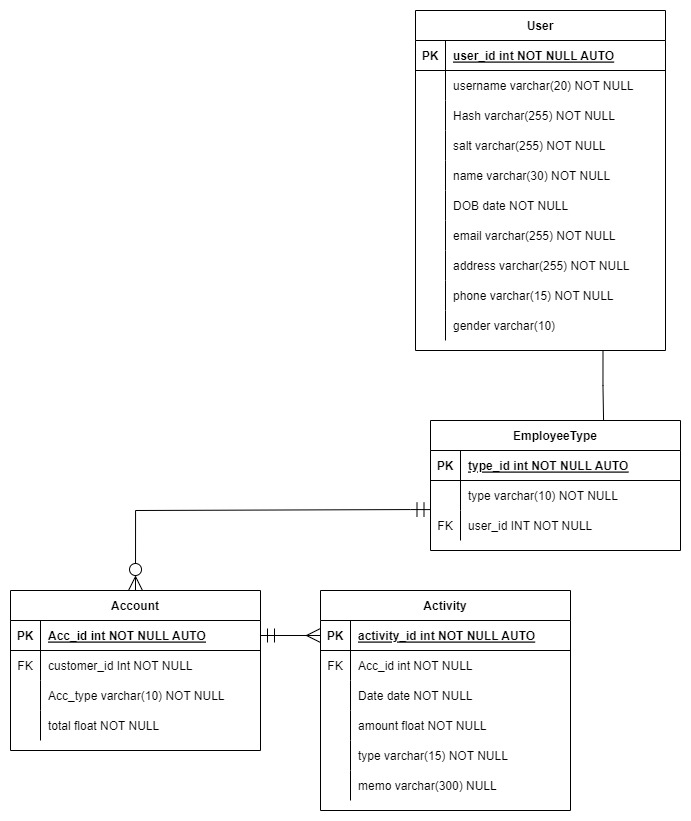 User
PK user_id int NOT NULL AUTO
username varchar(20) NOT NULL
Hash varchar(255) NOT NULL
salt varchar(255) NOT NULL
name varchar(30) NOT NULL
DOB date NOT NULL
email varchar(255) NOT NULL
address varchar(255) NOT NULL
phone varchar(15) NOT NULL
gender varchar(10)
EmployeeType
PK type_id int NOT NULL AUTO
type varchar(10) NOT NULL
FK user_id INT NOT NULL
Account
PK Acc_id int NOT NULL AUTO
FK customer_id Int NOT NULL
Acc_type varchar(10) NOT NULL
total float NOT NULL
Activity
PK activity_id int NOT NULL AUTO
FK Acc_id int NOT NULL
Date date NOT NULL
amount float NOT NULL
type varchar(15) NOT NULL
memo varchar(300) NULL